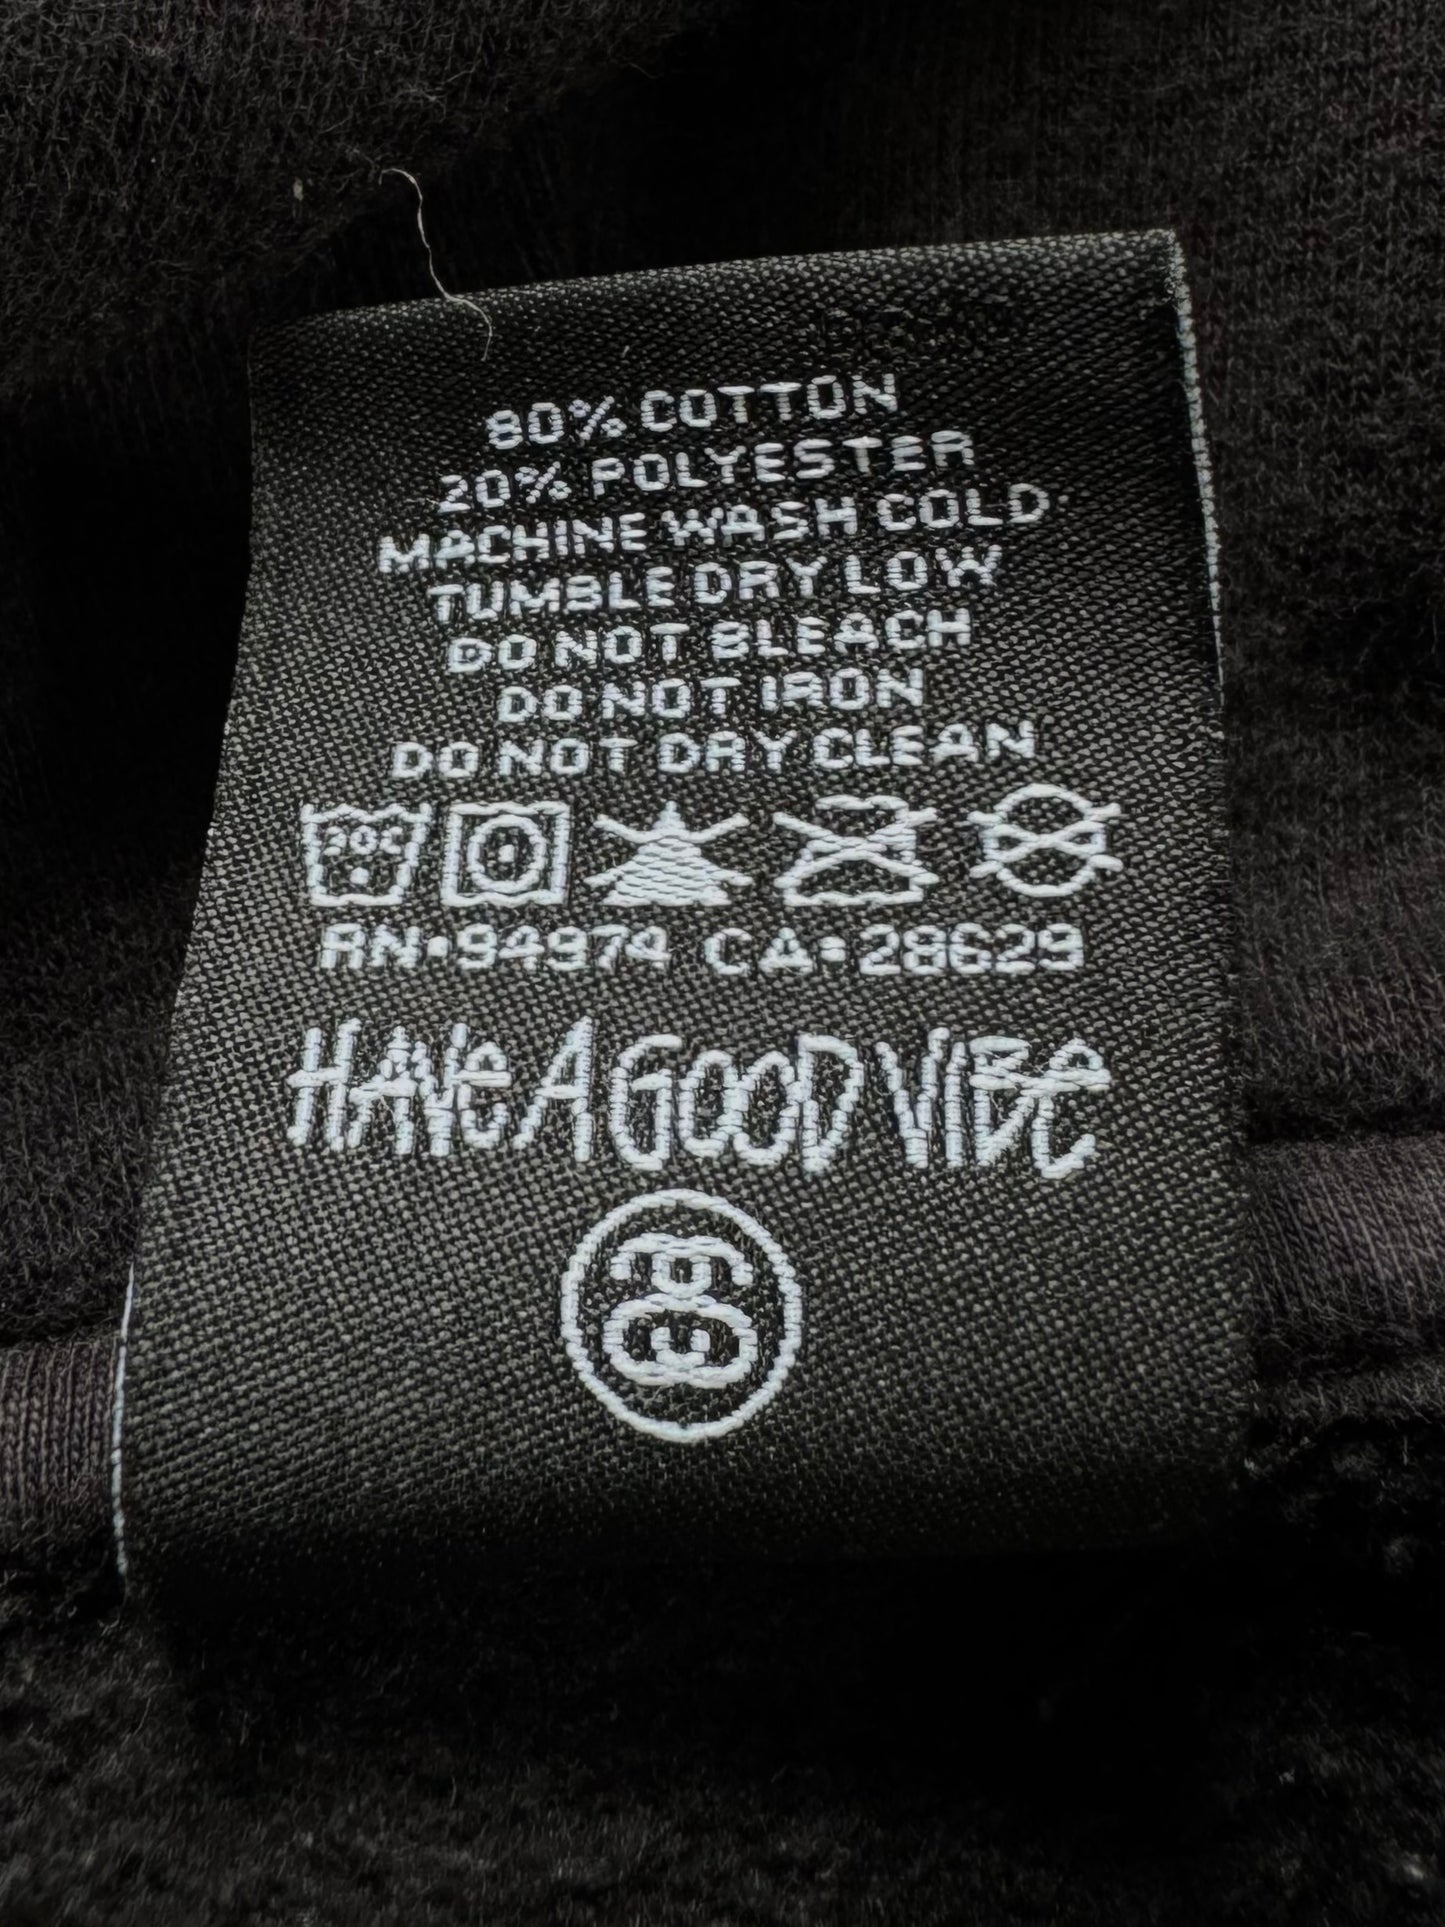 80% COTTON
20% POLYESTER
MACHINE WASH COLD
TUMBLE DRY LOW
DO NOT BLEACH
DO NOT IRON
DO NOT DRY CLEAN
30C
RN•94974 CA•28629
HAVE A GOOD VIBE